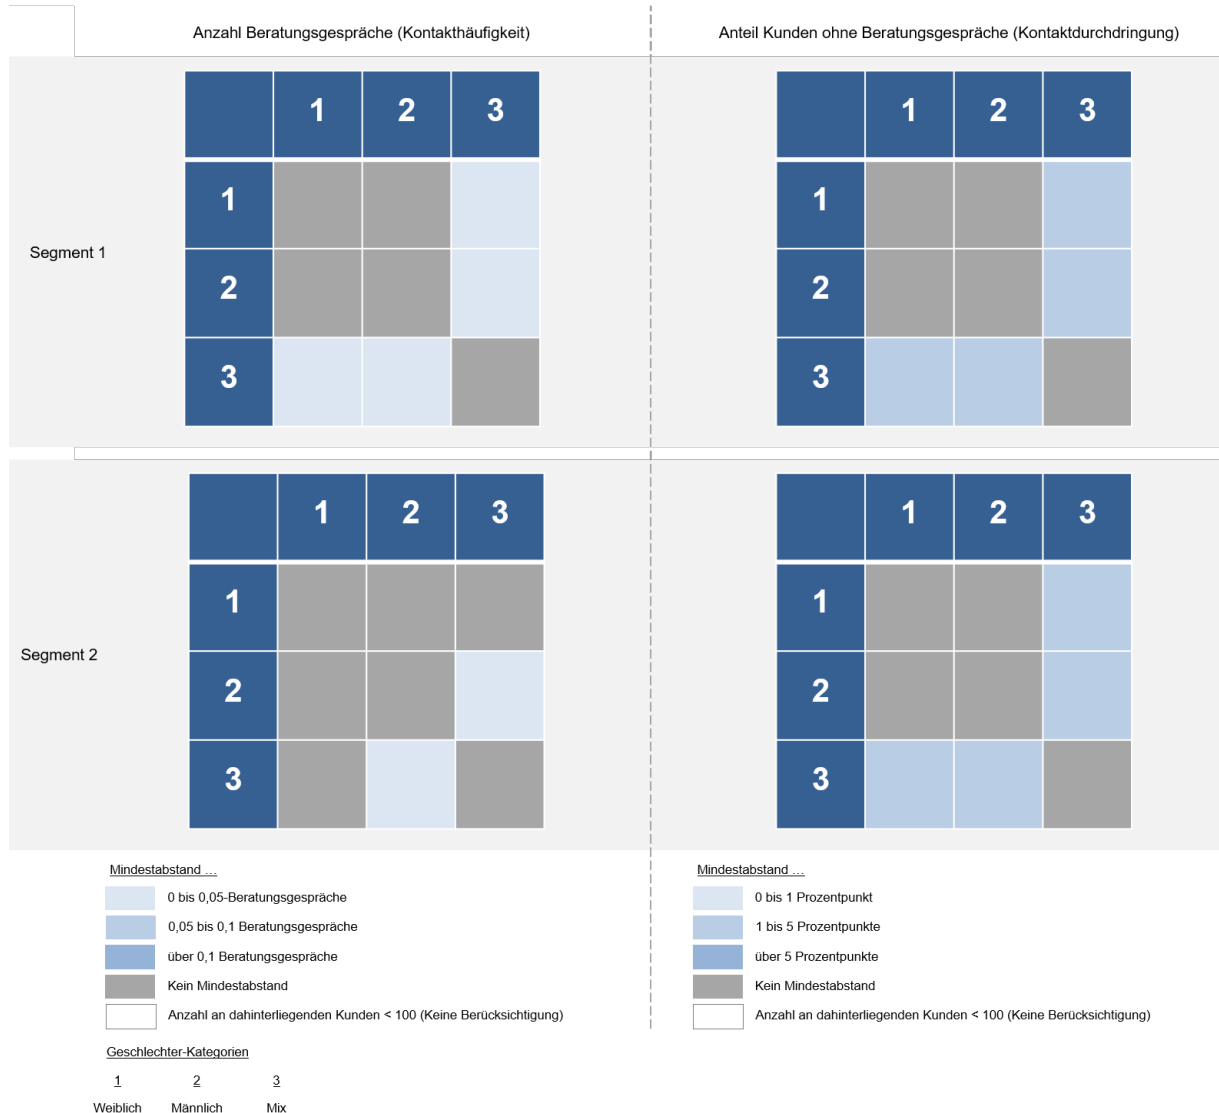 Anzahl Beratungsgespräche (Kontakthäufigkeit)
Anteil Kunden ohne Beratungsgespräche (Kontaktdurchdringung)
Segment 1
1 2 3
1
2
3
1 2 3
1
2
3
Segment 2
1 2 3
1
2
3
1 2 3
1
2
3
Mindestabstand …
0 bis 0,05-Beratungsgespräche
0,05 bis 0,1 Beratungsgespräche
über 0,1 Beratungsgespräche
Kein Mindestabstand
Anzahl an dahinterliegenden Kunden < 100 (Keine Berücksichtigung)
Mindestabstand …
0 bis 1 Prozentpunkt
1 bis 5 Prozentpunkte
über 5 Prozentpunkte
Kein Mindestabstand
Anzahl an dahinterliegenden Kunden < 100 (Keine Berücksichtigung)
Geschlechter-Kategorien
1 2 3
Weiblich Männlich Mix